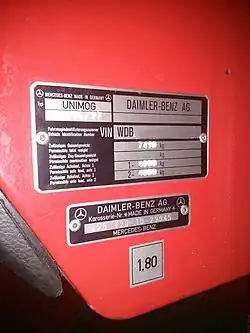 MERCEDES-BENZ MADE IN GERMANY
Typ UNIMOG
DAIMLER-BENZ AG.
Fahrzeugidentifizierungsnummer
Vehicle Identification Number
VIN WDB
Zulässiges Gesamtgewicht
Permissible total weight
7490 kg
Zulässiges Zug-Gesamtgewicht
Permissible combination weight
kg
Zulässige Achslast, Achse 1
Permissible axle load, axle 1
1- kg
Zulässige Achslast, Achse 2
Permissible axle load, axle 2
2- kg
DAIMLER-BENZ AG
Karosserie-Nr. MADE IN GERMANY
MERCEDES-BENZ
1,80